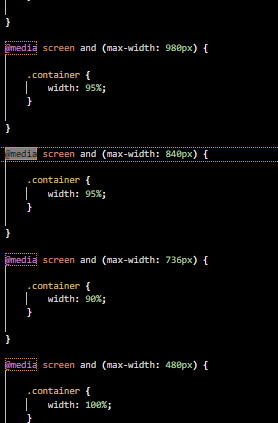 }
@media screen and (max-width: 980px) {
.container {
width: 95%;
}
}
@media screen and (max-width: 840px) {
.container {
width: 95%;
}
}
@media screen and (max-width: 736px) {
.container {
width: 90%;
}
}
@media screen and (max-width: 480px) {
.container {
width: 100%;
}